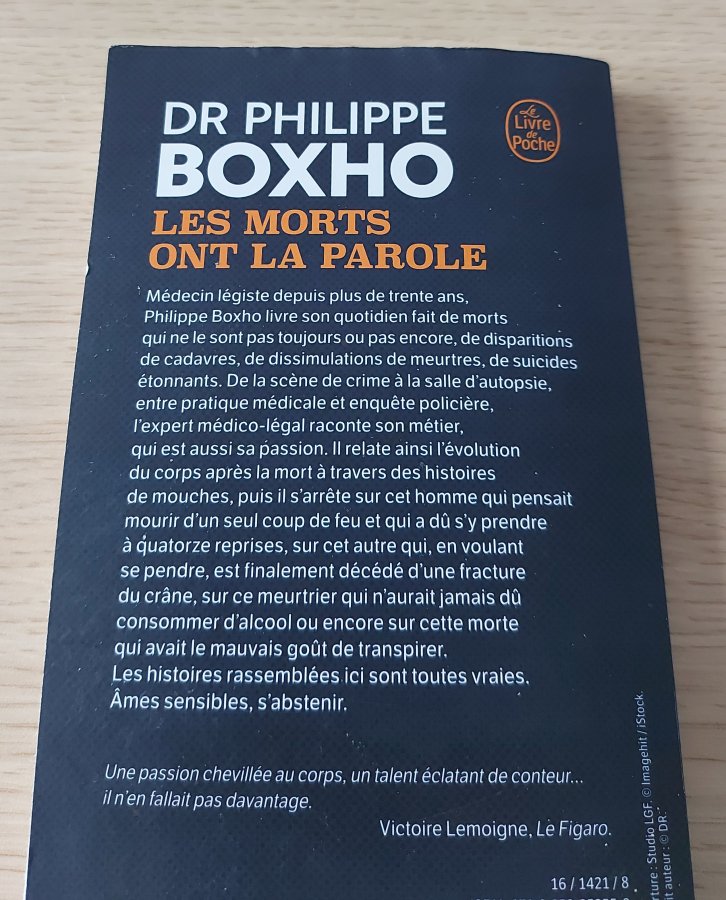 DR PHILIPPE
BOXHO
Le
Livre
de
Poche
LES MORTS
ONT LA PAROLE
Médecin légiste depuis plus de trente ans,
Philippe Boxho livre son quotidien fait de morts
qui ne le sont pas toujours ou pas encore, de disparitions
de cadavres, de dissimulations de meurtres, de suicides
étonnants. De la scène de crime à la salle d'autopsie,
entre pratique médicale et enquête policière,
l'expert médico-légal raconte son métier,
qui est aussi sa passion. Il relate ainsi l'évolution
du corps après la mort à travers des histoires
de mouches, puis il s'arrête sur cet homme qui pensait
mourir d'un seul coup de feu et qui a dû s'y prendre
à quatorze reprises, sur cet autre qui, en voulant
se pendre, est finalement décédé d'une fracture
du crâne, sur ce meurtrier qui n'aurait jamais dû
consommer d'alcool ou encore sur cette morte
qui avait le mauvais goût de transpirer.
Les histoires rassemblées ici sont toutes vraies.
Âmes sensibles, s'abstenir.
Une passion chevillée au corps, un talent éclatant de conteur...
il n'en fallait pas davantage.
Victoire Lemoigne, Le Figaro.
16 / 1421 / 8
: Studio LGF. © Imagehit / iStock.
auteur : © DR.